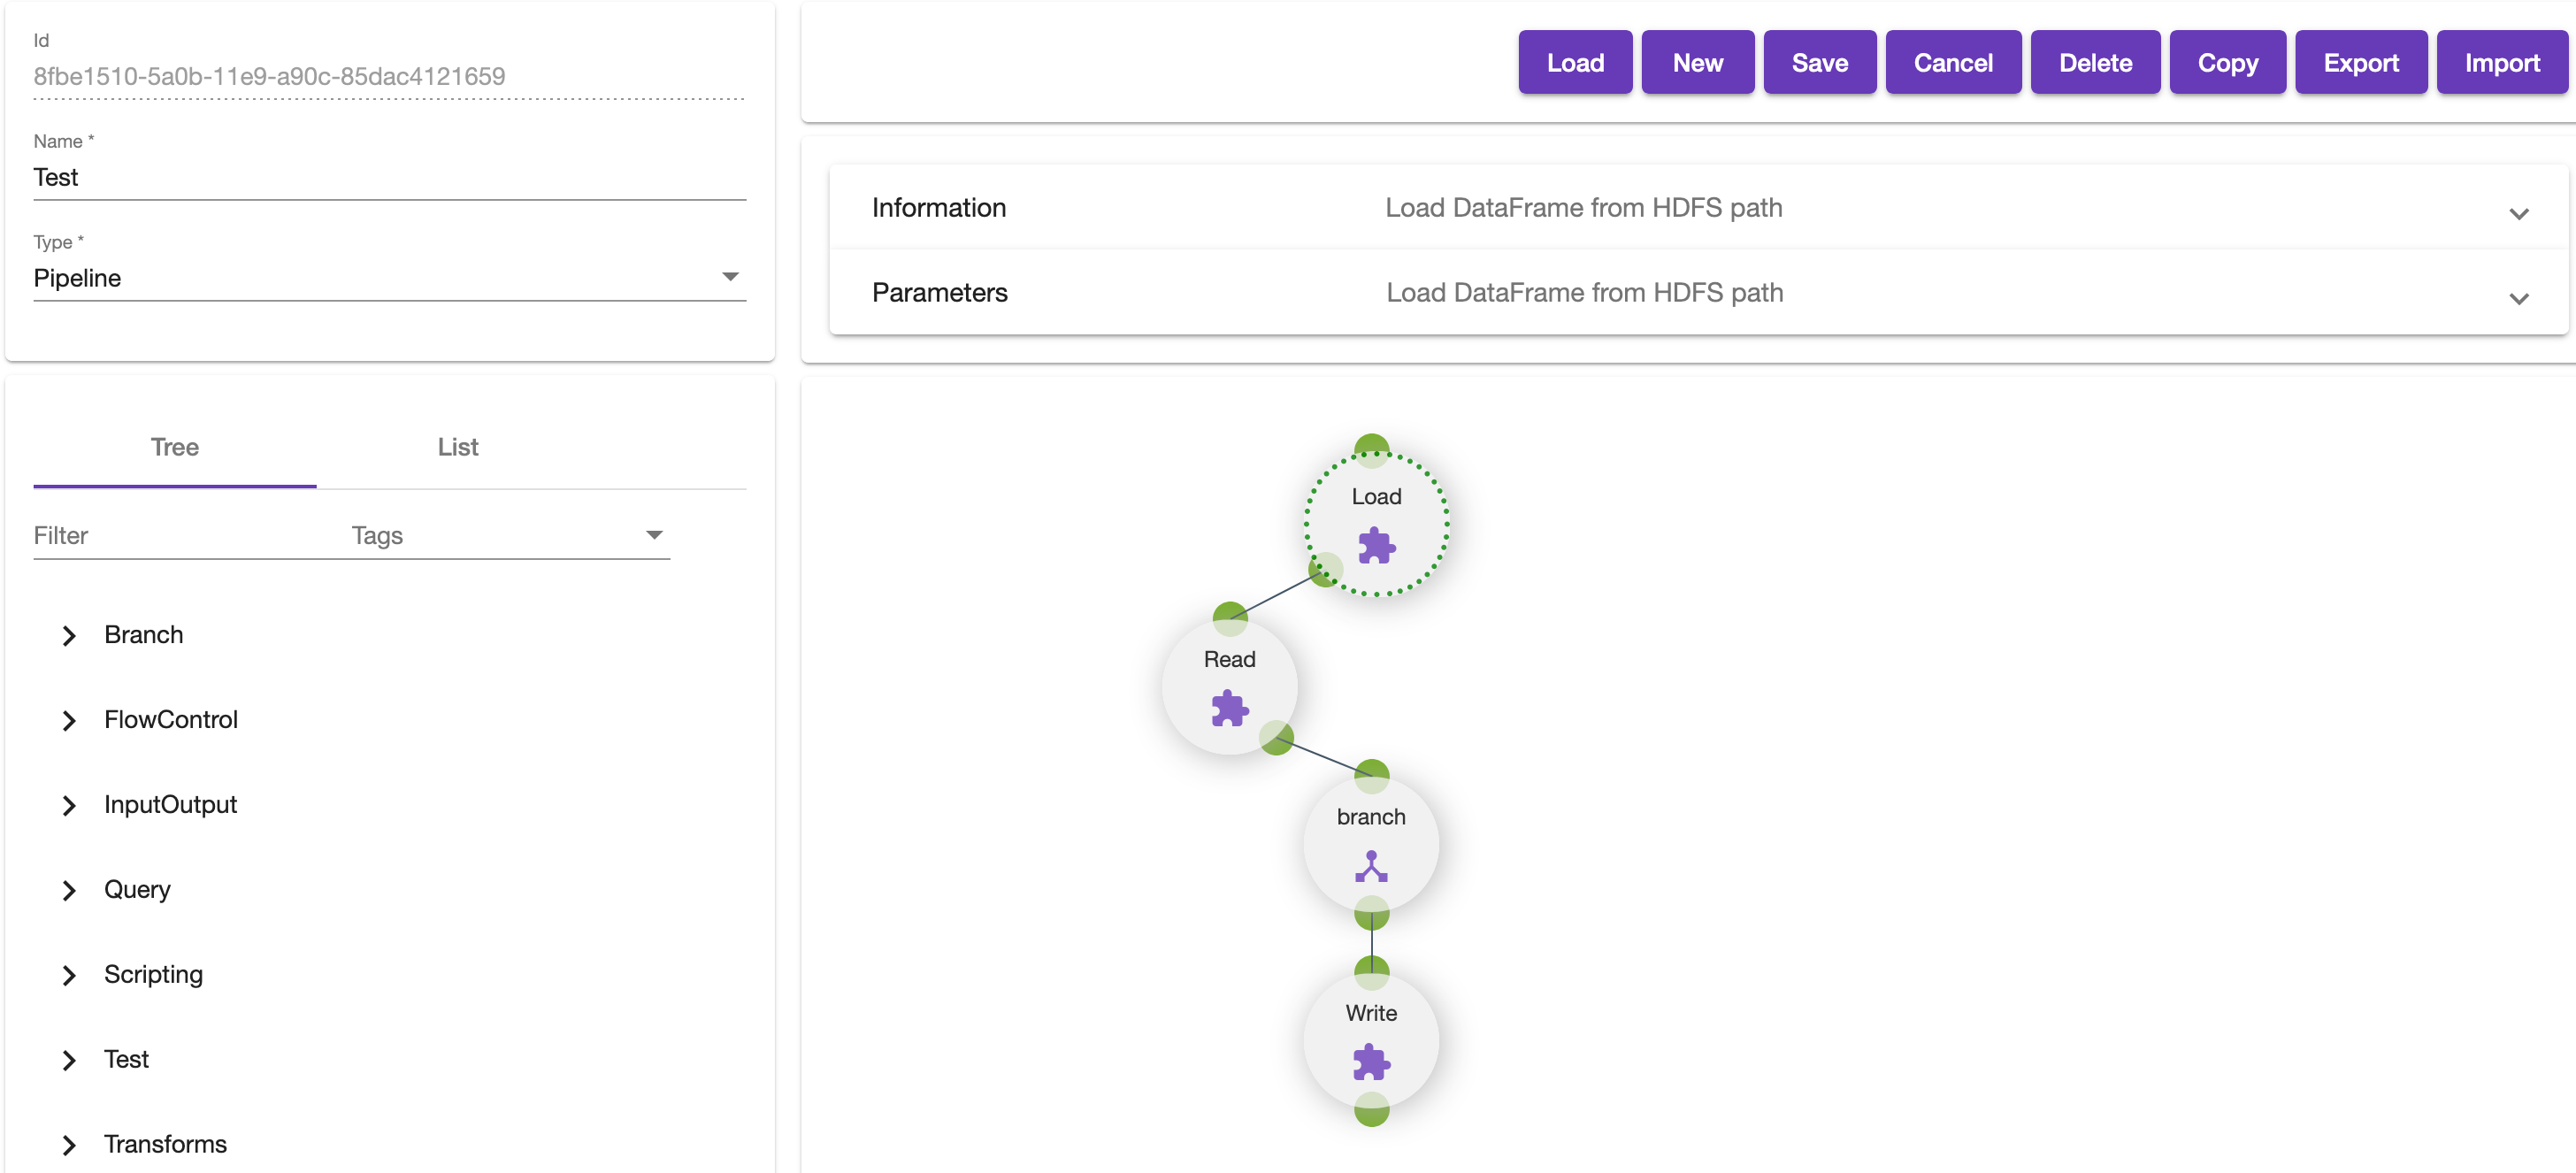 Id
8fbe1510-5a0b-11e9-a90c-85dac4121659
Name *
Test
Type *
Pipeline
Load New Save Cancel Delete Copy Export Import
Information Load DataFrame from HDFS path
Parameters Load DataFrame from HDFS path
Tree List
Filter Tags
Branch
FlowControl
InputOutput
Query
Scripting
Test
Transforms
Load
Read
branch
Write